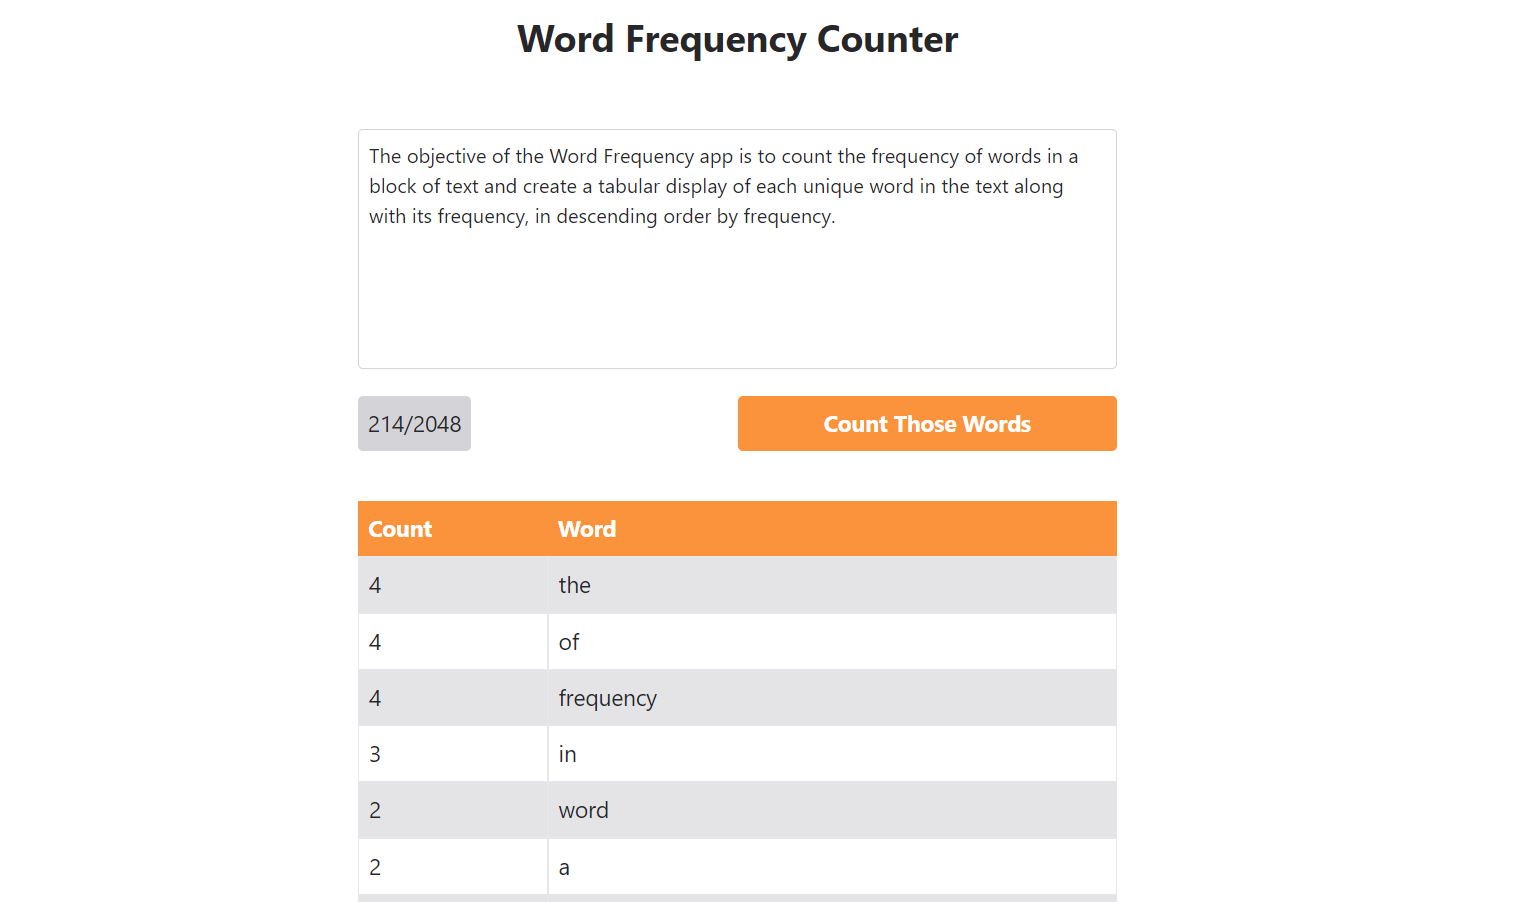 Word Frequency Counter
The objective of the Word Frequency app is to count the frequency of words in a
block of text and create a tabular display of each unique word in the text along
with its frequency, in descending order by frequency.
214/2048
Count Those Words
Count Word
4 the
4 of
4 frequency
3 in
2 word
2 a